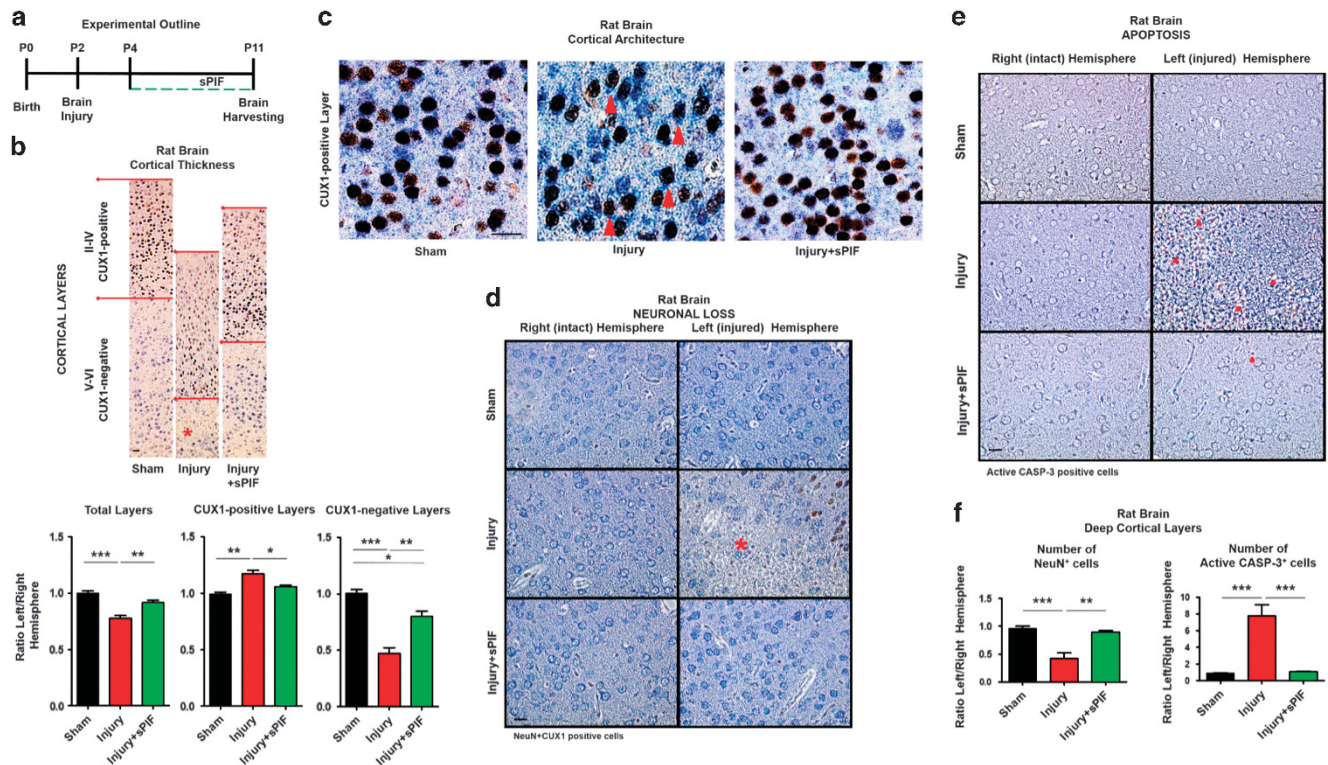 a
Experimental Outline
P0
P2
P4
P11
sPIF
Birth
Brain
Injury
Brain
Harvesting
b
Rat Brain
Cortical Thickness
CORTICAL LAYERS
II-IV
CUX1-positive
V-VI
CUX1-negative
*
Sham
Injury
Injury
+sPIF
Total Layers
CUX1-positive Layers
CUX1-negative Layers
Ratio Left/Right
Hemisphere
1.5
1.0
0.5
0.0
***
**
Sham
Injury
Injury+sPIF
1.5
1.0
0.5
0.0
**
*
Sham
Injury
Injury+sPIF
1.5
1.0
0.5
0.0
***
**
*
Sham
Injury
Injury+sPIF
c
Rat Brain
Cortical Architecture
CUX1-positive Layer
Sham
Injury
Injury+sPIF
d
Rat Brain
NEURONAL LOSS
Right (intact) Hemisphere
Left (injured) Hemisphere
Sham
Injury
*
Injury+sPIF
NeuN+CUX1 positive cells
e
Rat Brain
APOPTOSIS
Right (intact) Hemisphere
Left (injured) Hemisphere
Sham
Injury
Injury+sPIF
Active CASP-3 positive cells
f
Rat Brain
Deep Cortical Layers
Number of
NeuN+ cells
Ratio Left/Right Hemisphere
1.5
1.0
0.5
0.0
***
**
Sham
Injury
Injury+sPIF
Number of
Active CASP-3+ cells
Ratio Left/Right Hemisphere
10
8
6
4
2
0
***
***
Sham
Injury
Injury+sPIF